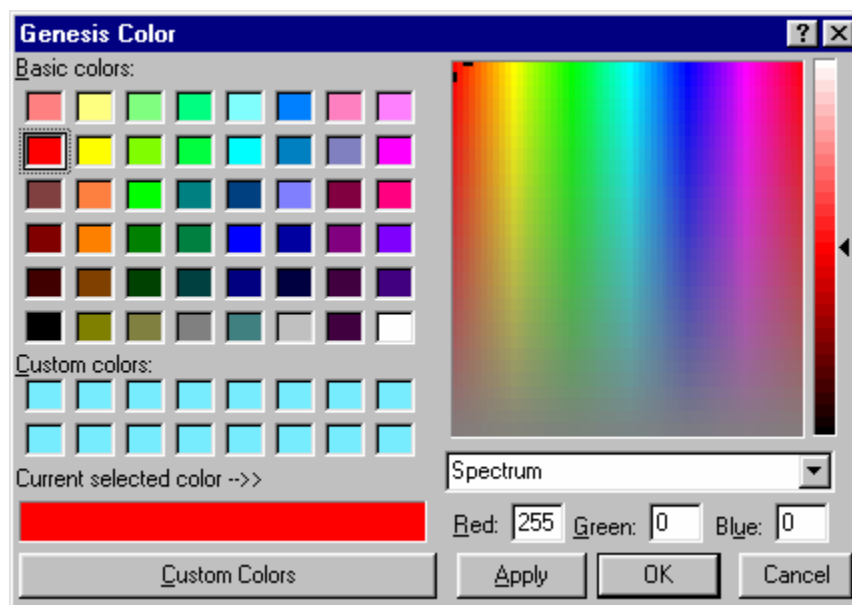 Genesis Color
Basic colors:
Custom colors:
Current selected color -->>
Spectrum
Red: 255 Green: 0 Blue: 0
Custom Colors Apply OK Cancel